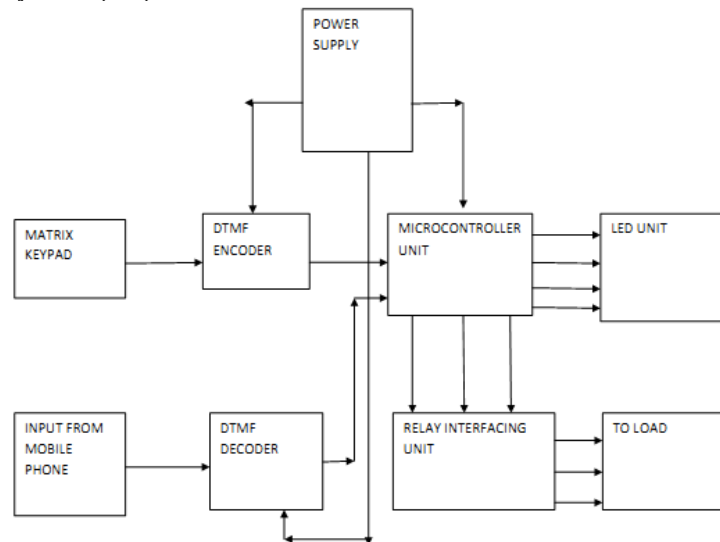 POWER
SUPPLY
MATRIX
KEYPAD
DTMF
ENCODER
MICROCONTROLLER
UNIT
LED UNIT
INPUT FROM
MOBILE
PHONE
DTMF
DECODER
RELAY INTERFACING
UNIT
TO LOAD